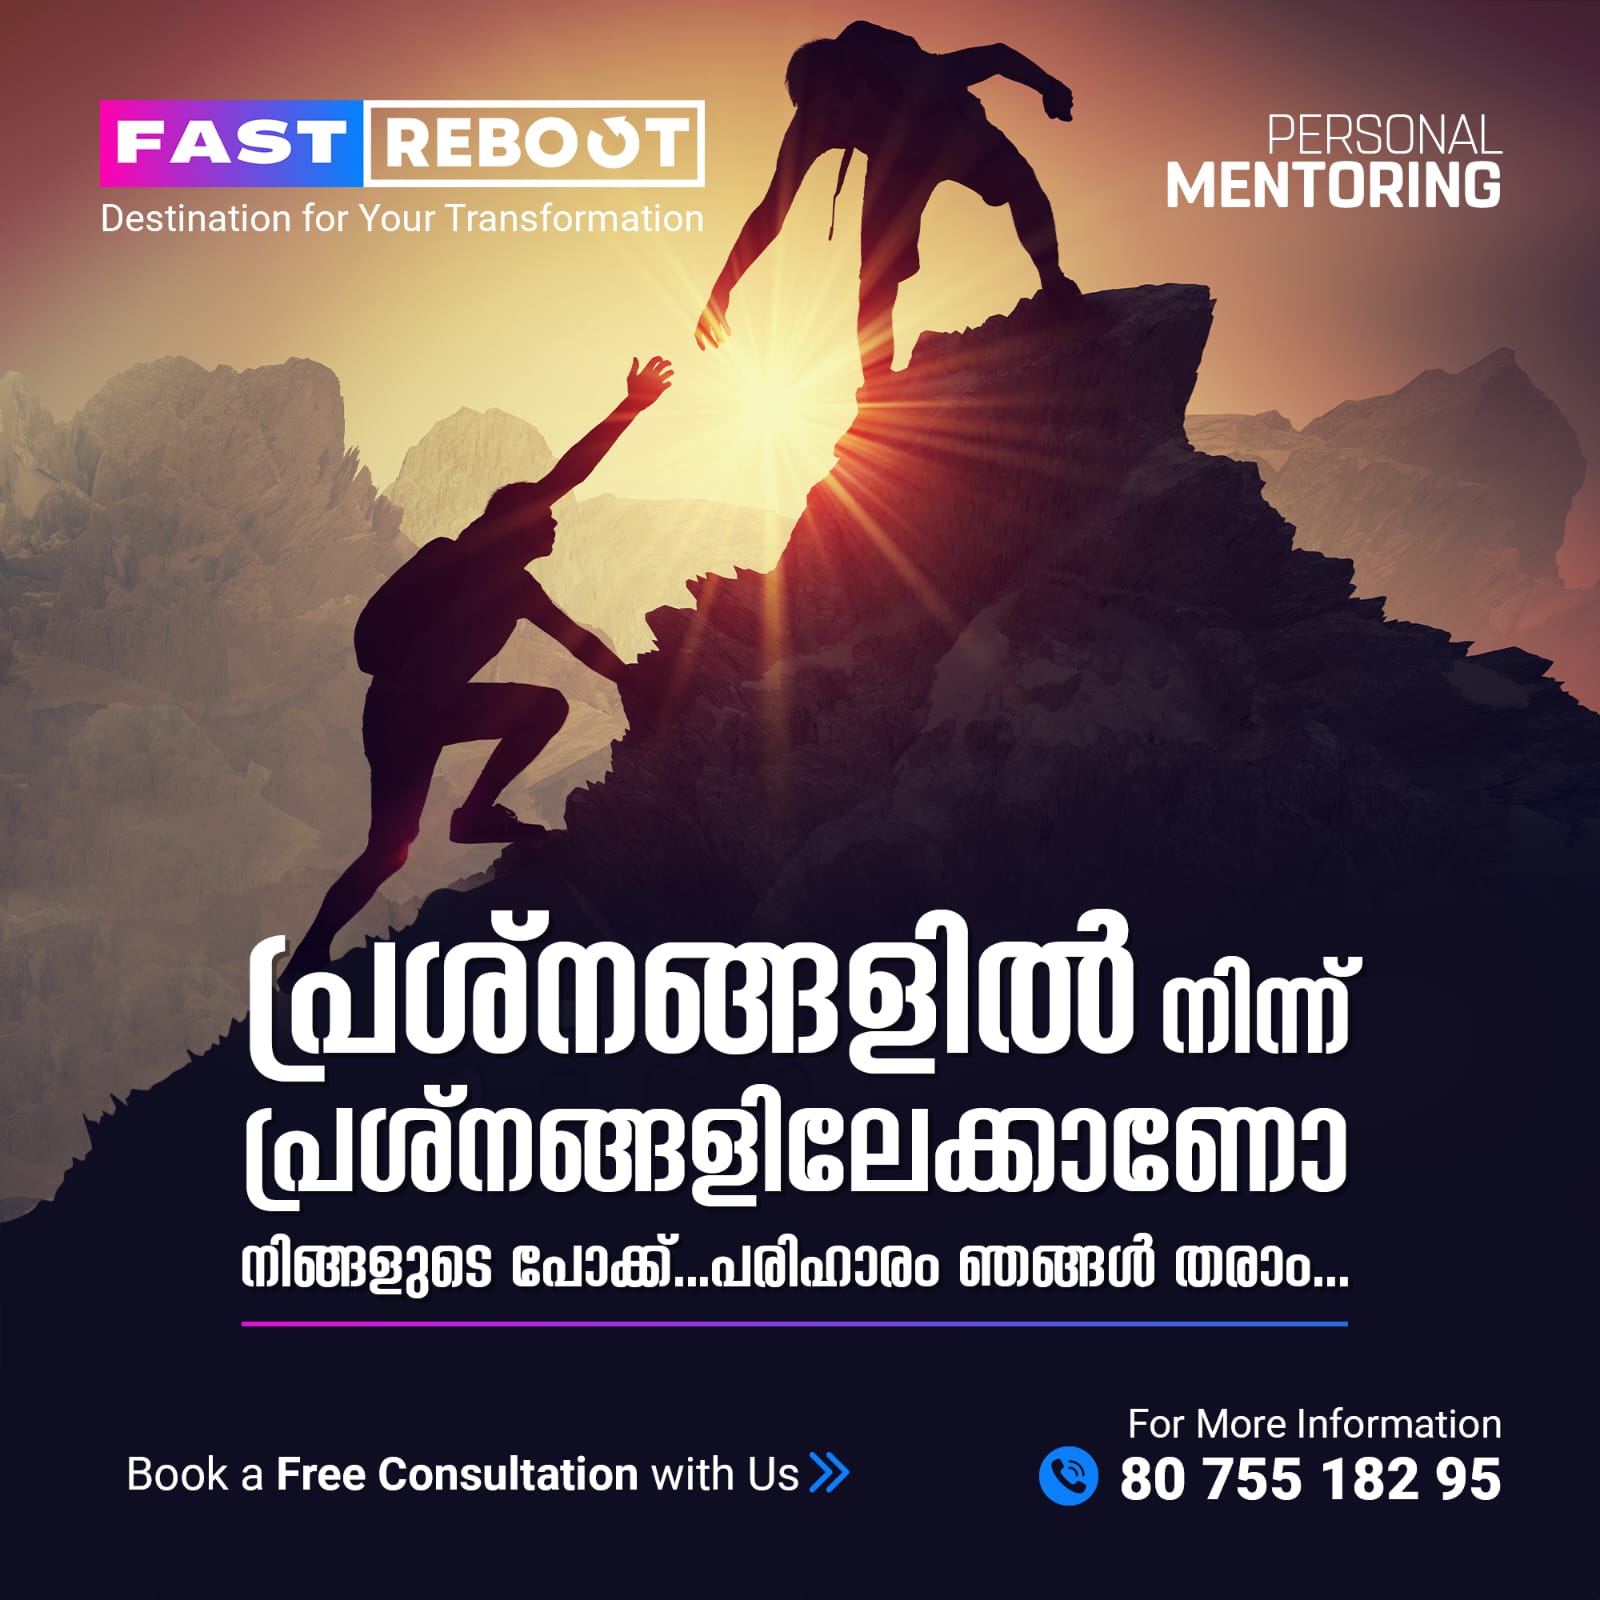 FAST REBOOT
Destination for Your Transformation
PERSONAL
MENTORING
പ്രശ്നങ്ങളിൽ നിന്ന്
പ്രശ്നങ്ങളിലേക്കാണോ
നിങ്ങളുടെ പോക്ക്...പരിഹാരം ഞങ്ങൾ തരാം...
Book a Free Consultation with Us
For More Information
80 755 182 95